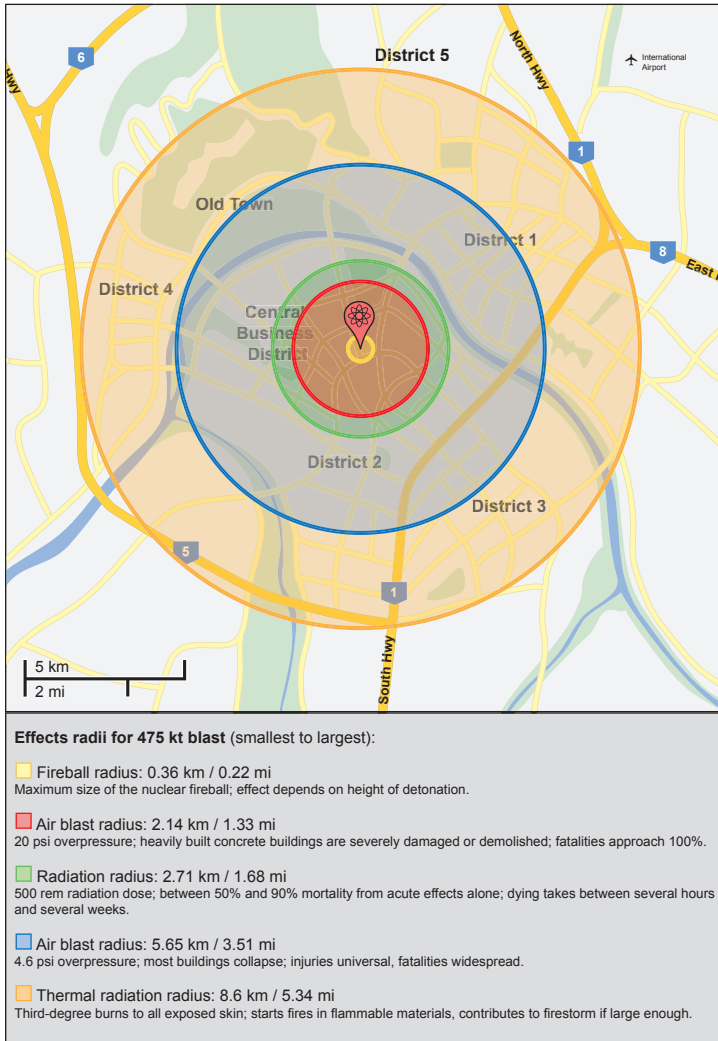 District 5
6
Hwy
North Hwy
International
Airport
1
Old Town
District 1
8
East
District 4
Central
Business
District
District 2
District 3
5
1
South Hwy
5 km
2 mi
Effects radii for 475 kt blast (smallest to largest):
Fireball radius: 0.36 km / 0.22 mi
Maximum size of the nuclear fireball; effect depends on height of detonation.
Air blast radius: 2.14 km / 1.33 mi
20 psi overpressure; heavily built concrete buildings are severely damaged or demolished; fatalities approach 100%.
Radiation radius: 2.71 km / 1.68 mi
500 rem radiation dose; between 50% and 90% mortality from acute effects alone; dying takes between several hours
and several weeks.
Air blast radius: 5.65 km / 3.51 mi
4.6 psi overpressure; most buildings collapse; injuries universal, fatalities widespread.
Thermal radiation radius: 8.6 km / 5.34 mi
Third-degree burns to all exposed skin; starts fires in flammable materials, contributes to firestorm if large enough.